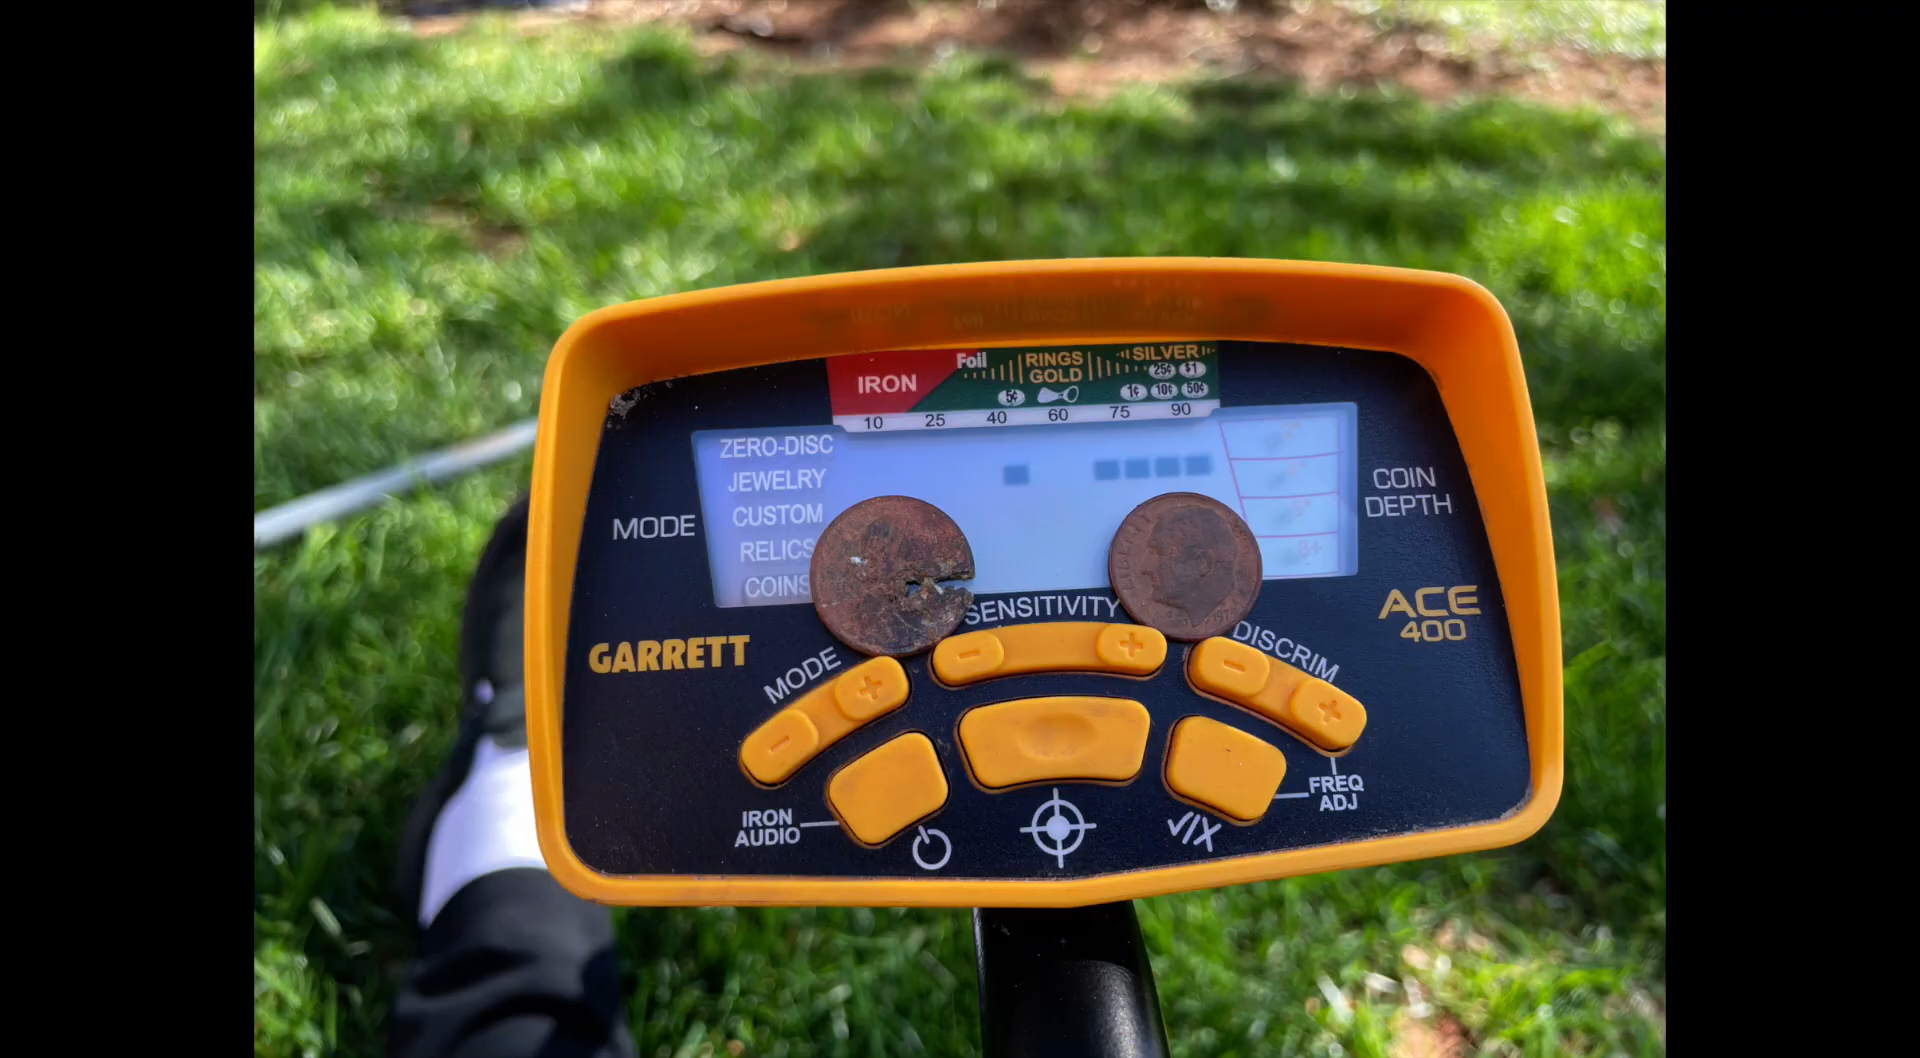 Foil
RINGS
SILVER
IRON
GOLD
25¢ $1
5¢
1¢ 10¢ 50¢
10 25 40 60 75 90
ZERO-DISC
JEWELRY
CUSTOM
RELICS
COINS
MODE
COIN
DEPTH
8+
LIBERTY
GARRETT
ACE
400
MODE
SENSITIVITY
DISCRIM
- +
- +
- +
IRON
AUDIO
√/X
FREQ
ADJ